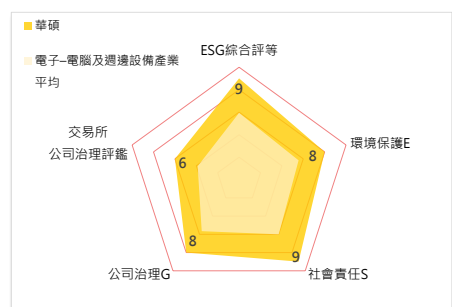 華碩
電子–電腦及週邊設備產業
平均
ESG綜合評等
9
環境保護E
8
社會責任S
9
公司治理G
8
交易所
公司治理評鑑
6